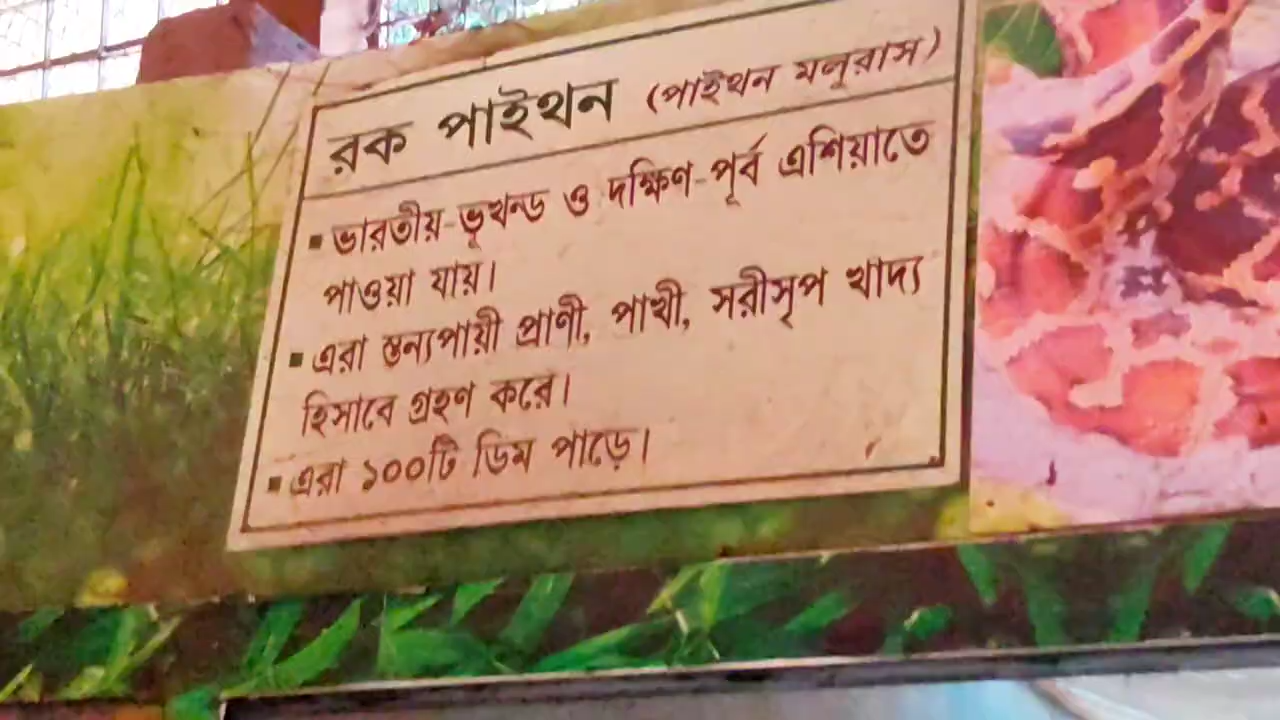 রক পাইথন (পাইথন মলুরাস)
▪ ভারতীয়-ভূখন্ড ও দক্ষিণ-পূর্ব এশিয়াতে
পাওয়া যায়।
▪ এরা স্তন্যপায়ী প্রাণী, পাখী, সরীসৃপ খাদ্য
হিসাবে গ্রহণ করে।
▪ এরা ১০০টি ডিম পাড়ে।